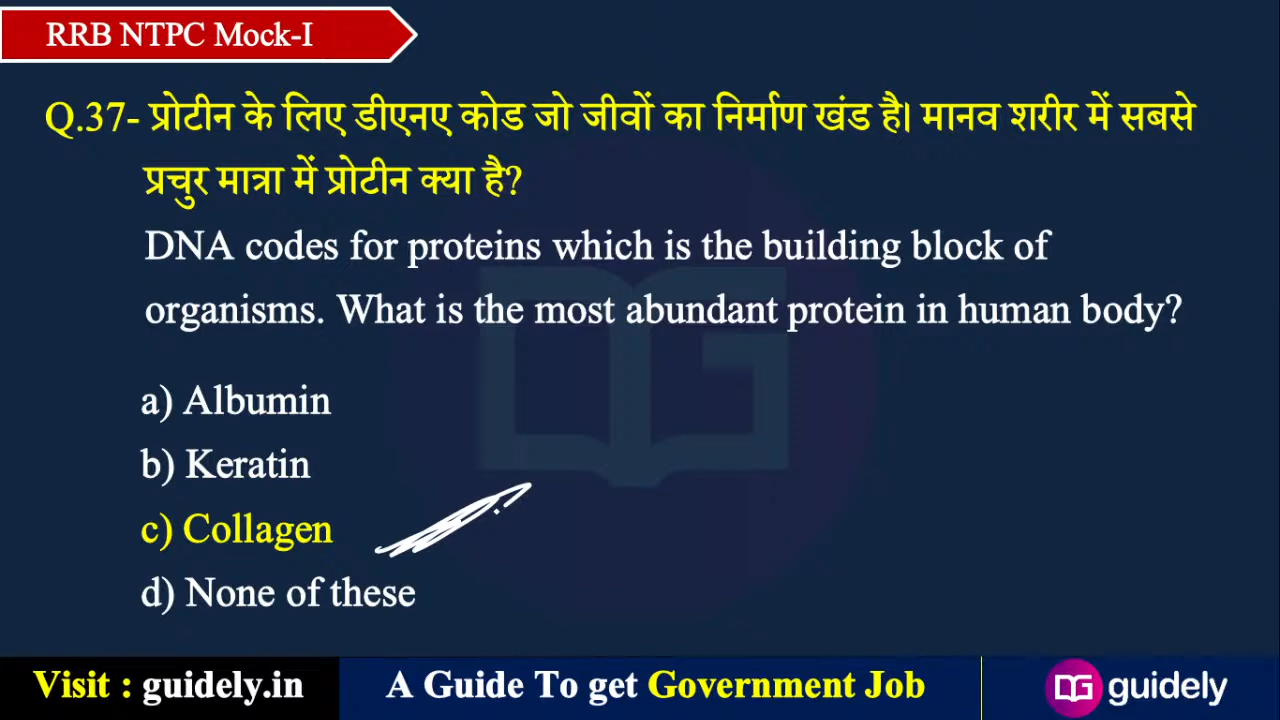 RRB NTPC Mock-I
Q.37- प्रोटीन के लिए डीएनए कोड जो जीवों का निर्माण खंड है। मानव शरीर में सबसे
प्रचुर मात्रा में प्रोटीन क्या है?
DNA codes for proteins which is the building block of
organisms. What is the most abundant protein in human body?
a) Albumin
b) Keratin
c) Collagen
d) None of these
Visit : guidely.in
A Guide To get Government Job
guidely